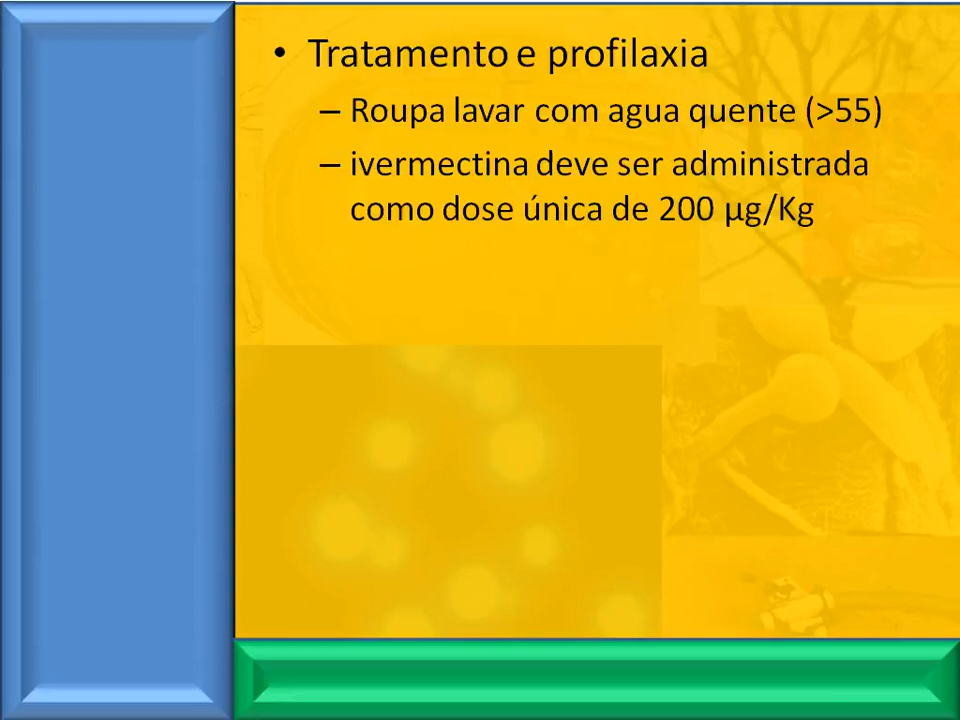 • Tratamento e profilaxia
– Roupa lavar com agua quente (>55)
– ivermectina deve ser administrada
como dose única de 200 µg/Kg